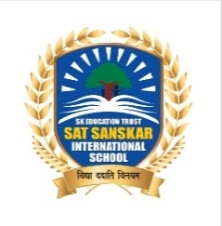 SK EDUCATION TRUST
SAT SANSKAR
INTERNATIONAL
SCHOOL
विद्या ददाति विनयम